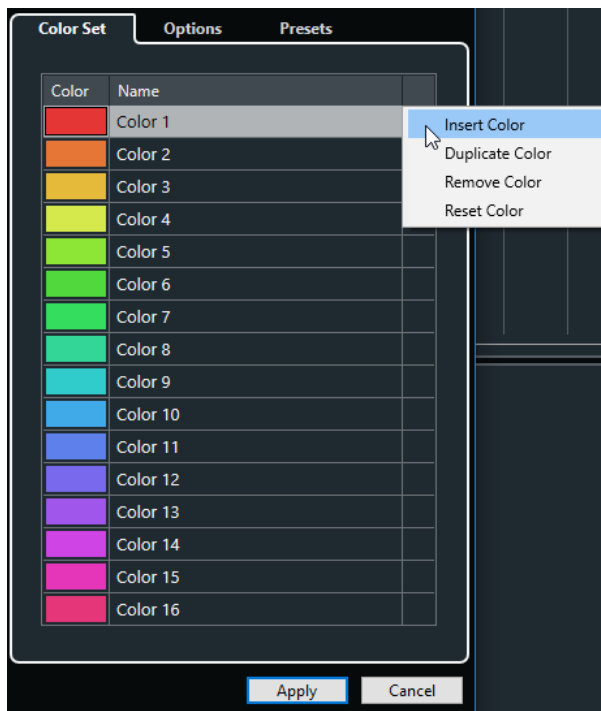 Color Set Options Presets
Color Name
Color 1
Insert Color
Color 2
Duplicate Color
Color 3
Remove Color
Color 4
Reset Color
Color 5
Color 6
Color 7
Color 8
Color 9
Color 10
Color 11
Color 12
Color 13
Color 14
Color 15
Color 16
Apply Cancel